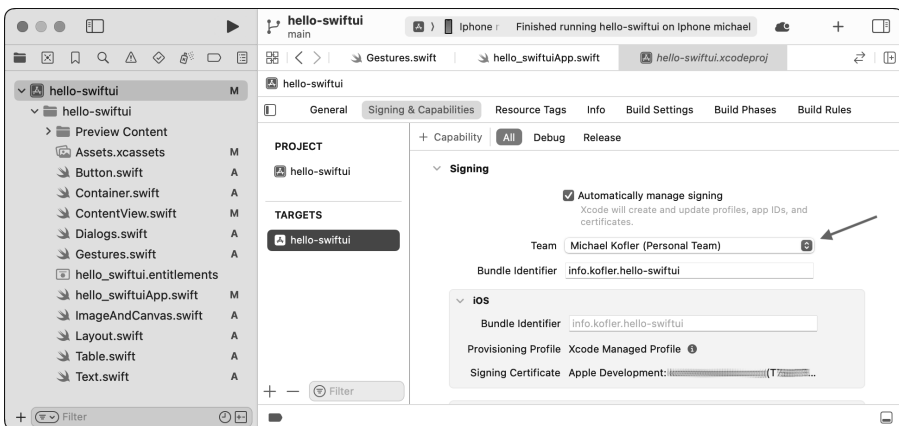 hello-swiftui
main
Iphone
Finished running hello-swiftui on Iphone michael
Gestures.swift
hello_swiftuiApp.swift
hello-swiftui.xcodeproj
hello-swiftui M
hello-swiftui
Preview Content
Assets.xcassets M
Button.swift A
Container.swift A
ContentView.swift M
Dialogs.swift A
Gestures.swift A
hello_swiftui.entitlements
hello_swiftuiApp.swift M
ImageAndCanvas.swift A
Layout.swift A
Table.swift A
Text.swift A
Filter
hello-swiftui
General Signing & Capabilities Resource Tags Info Build Settings Build Phases Build Rules
PROJECT
hello-swiftui
TARGETS
hello-swiftui
Filter
+ Capability All Debug Release
Signing
Automatically manage signing
Xcode will create and update profiles, app IDs, and
certificates.
Team Michael Kofler (Personal Team)
Bundle Identifier info.kofler.hello-swiftui
iOS
Bundle Identifier info.kofler.hello-swiftui
Provisioning Profile Xcode Managed Profile
Signing Certificate Apple Development: